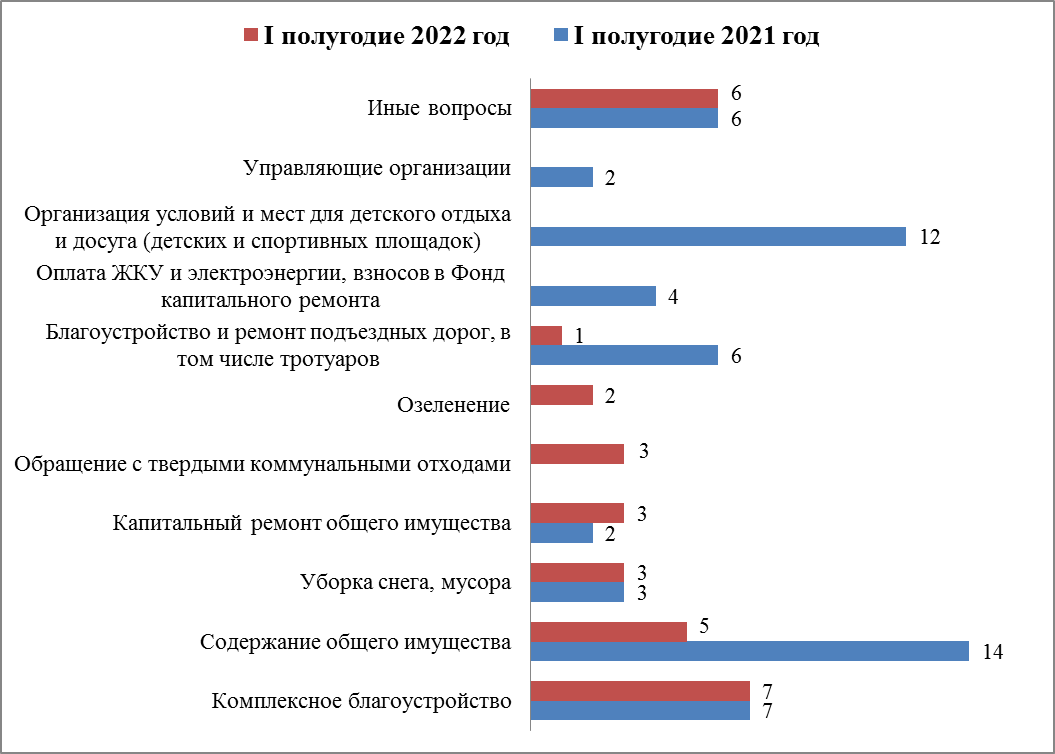 I полугодие 2022 год I полугодие 2021 год
Иные вопросы
6
6
Управляющие организации
2
Организация условий и мест для детского отдыха
и досуга (детских и спортивных площадок)
12
Оплата ЖКУ и электроэнергии, взносов в Фонд
капитального ремонта
4
Благоустройство и ремонт подъездных дорог, в
том числе тротуаров
1
6
Озеленение
2
Обращение с твердыми коммунальными отходами
3
Капитальный ремонт общего имущества
3
2
Уборка снега, мусора
3
3
Содержание общего имущества
5
14
Комплексное благоустройство
7
7